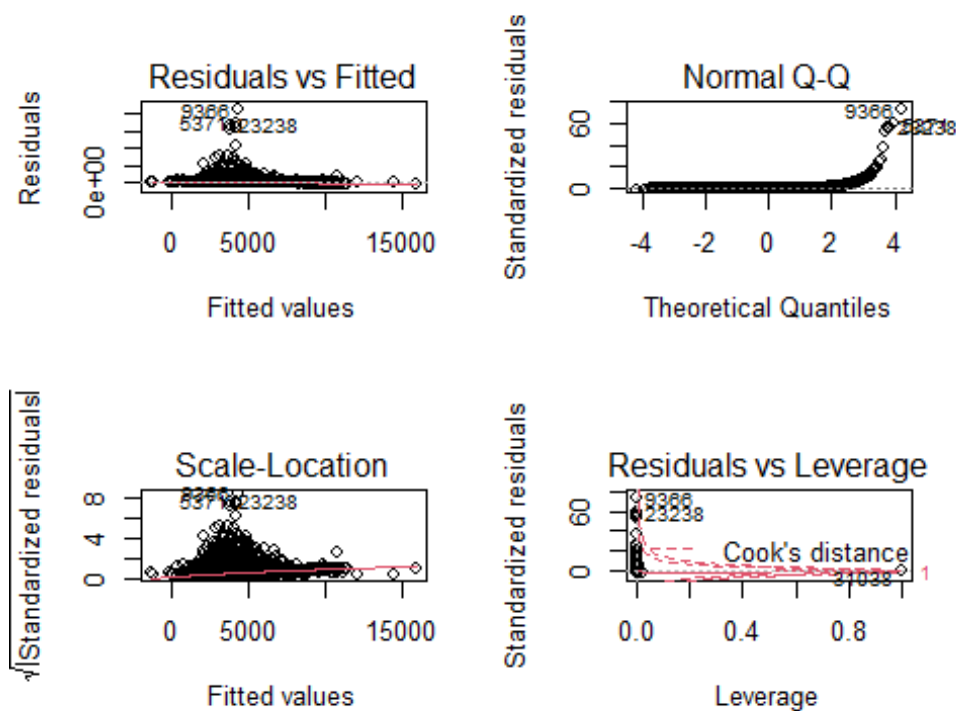 Residuals vs Fitted
Residuals
0e+00
9366
5371
23238
0
5000
15000
Fitted values
Normal Q-Q
Standardized residuals
0
60
9366
23238
-4
-2
0
2
4
Theoretical Quantiles
Scale-Location
√|Standardized residuals|
0
4
8
9366
5371
23238
0
5000
15000
Fitted values
Residuals vs Leverage
Standardized residuals
0
60
9366
23238
Cook's distance
31038
1
0.0
0.4
0.8
Leverage